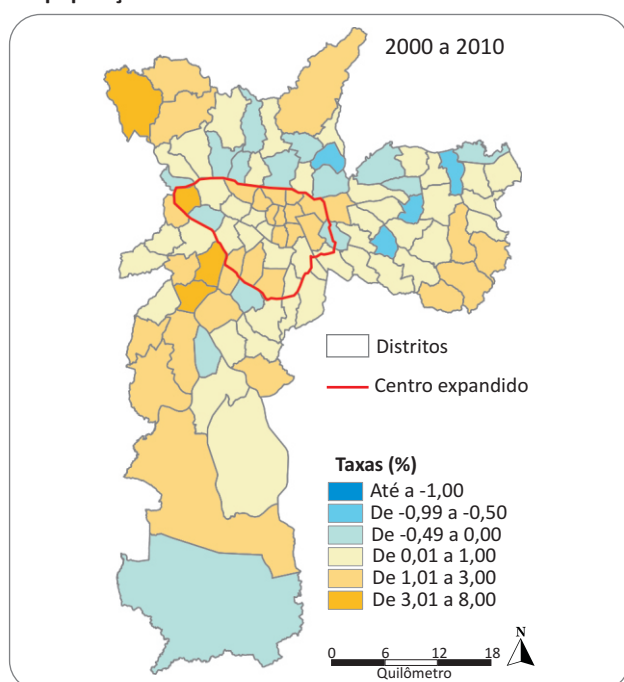 2000 a 2010
Distritos
Centro expandido
Taxas (%)
Até a -1,00
De -0,99 a -0,50
De -0,49 a 0,00
De 0,01 a 1,00
De 1,01 a 3,00
De 3,01 a 8,00
N
0 6 12 18
Quilômetro